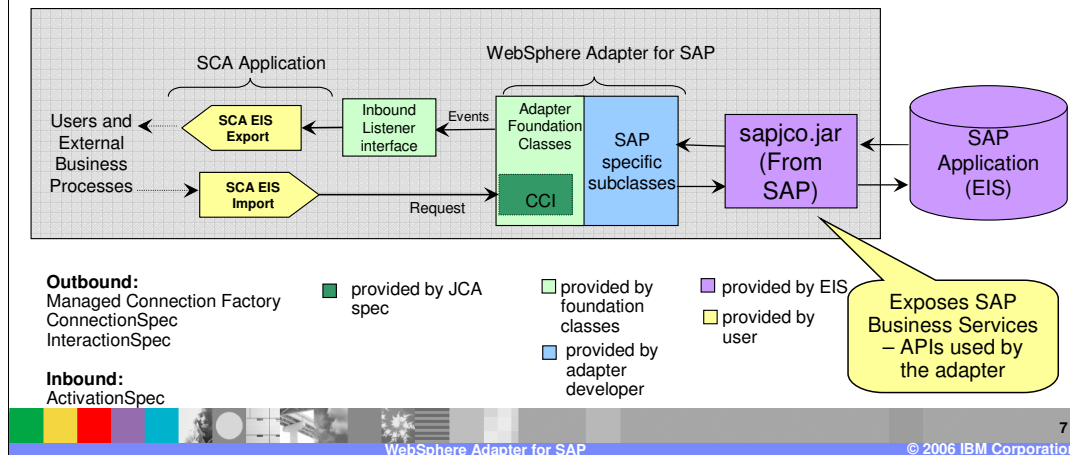 WebSphere Adapter for SAP
SCA Application
Users and
External
Business
Processes
SCA EIS
Export
SCA EIS
Import
Inbound
Listener
interface
Events
Request
Adapter
Foundation
Classes
CCI
SAP
specific
subclasses
sapjco.jar
(From
SAP)
SAP
Application
(EIS)
Outbound:
Managed Connection Factory
ConnectionSpec
InteractionSpec
Inbound:
ActivationSpec
provided by JCA
spec
provided by
foundation
classes
provided by
adapter
developer
provided by EIS
provided by
user
Exposes SAP
Business Services
– APIs used by
the adapter
7
WebSphere Adapter for SAP
© 2006 IBM Corporation